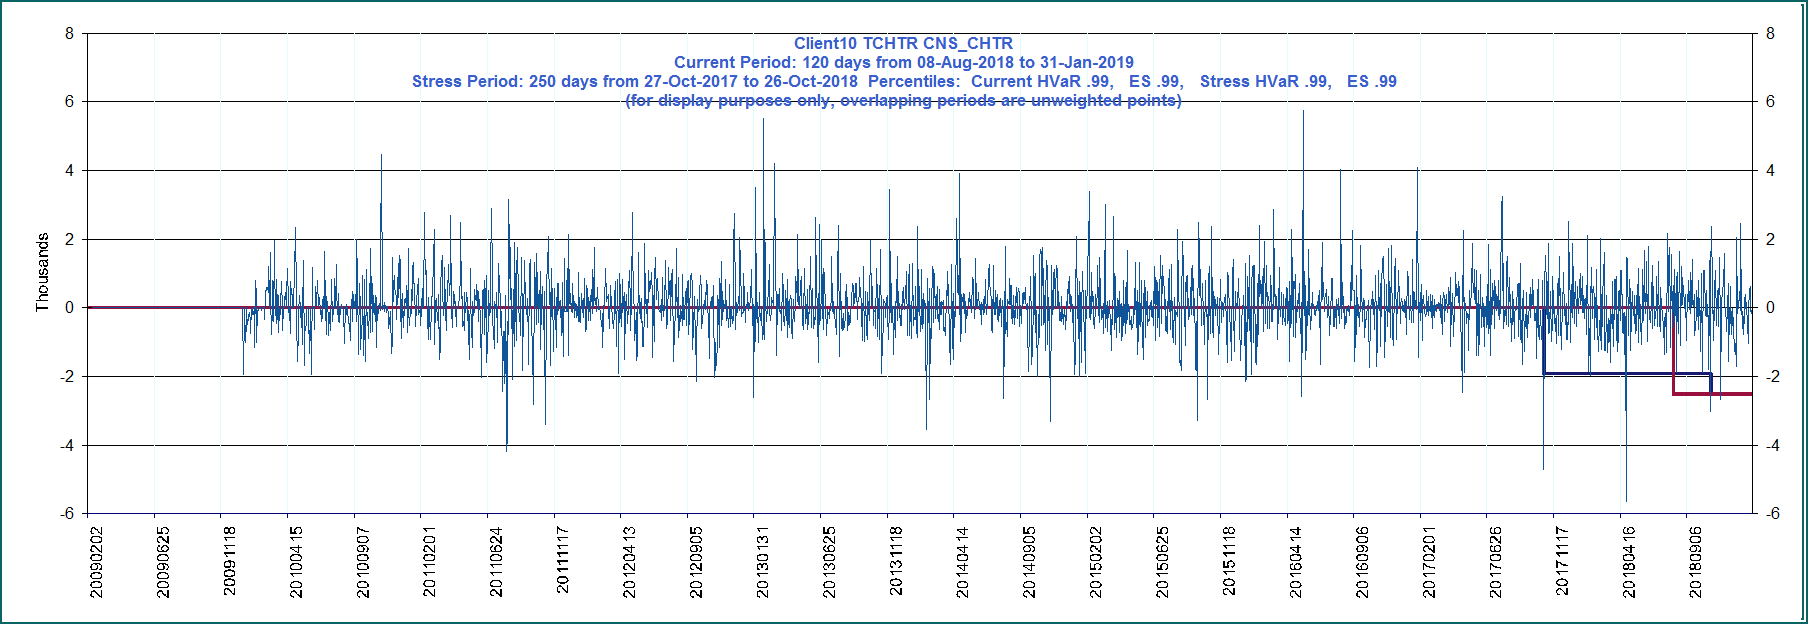 Client10 TCHTR CNS_CHTR
Current Period: 120 days from 08-Aug-2018 to 31-Jan-2019
Stress Period: 250 days from 27-Oct-2017 to 26-Oct-2018  Percentiles:  Current HVaR .99,   ES .99,   Stress HVaR .99,   ES .99
(for display purposes only, overlapping periods are unweighted points)
Thousands
8 8
6 6
4 4
2 2
0 0
-2 -2
-4 -4
-6 -6
20090202 20090625 20091118 20100415 20100907 20110201 20110624 20111117 20120413 20120905 20130131 20130625 20131118 20140414 20140905 20150202 20150625 20151118 20160414 20160906 20170201 20170626 20171117 20180416 20180906